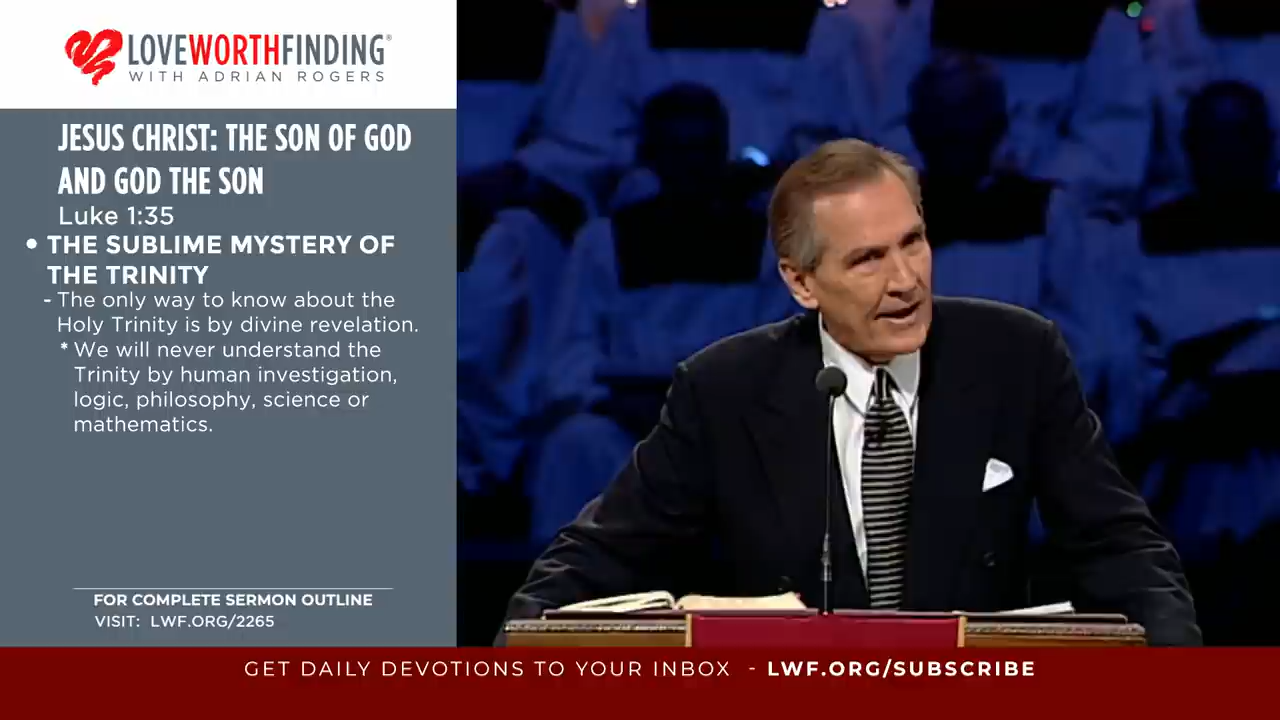 LOVEWORTHFINDING®
WITH ADRIAN ROGERS
JESUS CHRIST: THE SON OF GOD
AND GOD THE SON
Luke 1:35
• THE SUBLIME MYSTERY OF
THE TRINITY
- The only way to know about the
Holy Trinity is by divine revelation.
* We will never understand the
Trinity by human investigation,
logic, philosophy, science or
mathematics.
FOR COMPLETE SERMON OUTLINE
VISIT: LWF.ORG/2265
GET DAILY DEVOTIONS TO YOUR INBOX - LWF.ORG/SUBSCRIBE